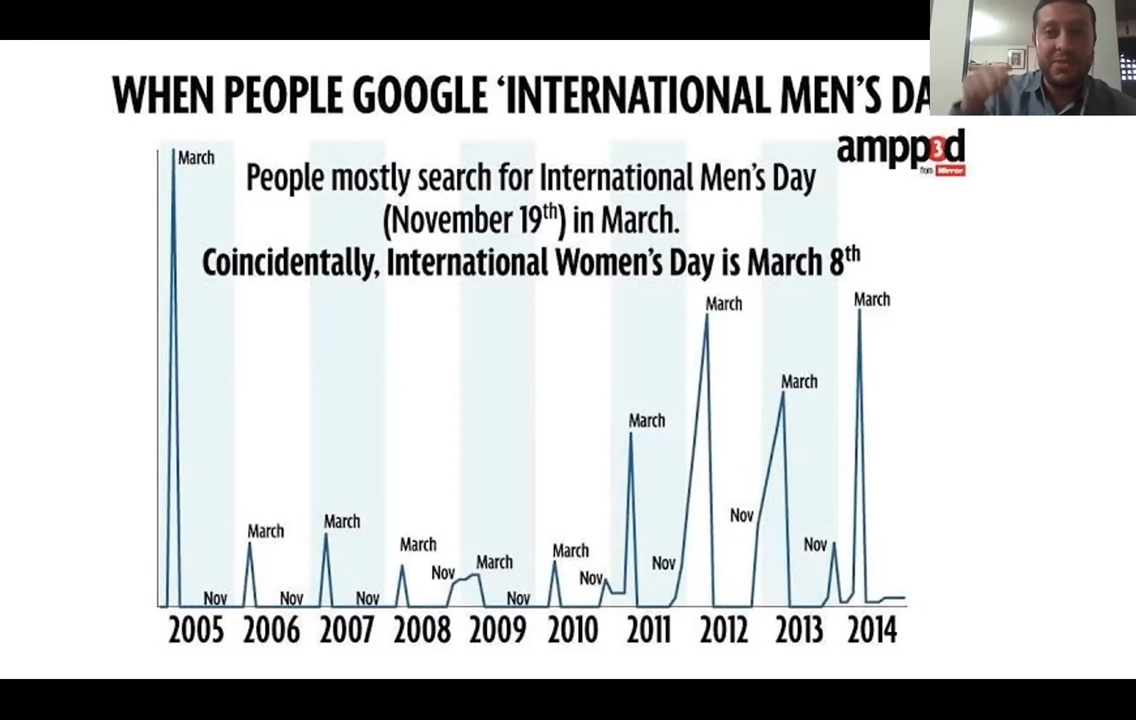 WHEN PEOPLE GOOGLE ‘INTERNATIONAL MEN’S DA
ampp3d
from Mirror
People mostly search for International Men’s Day
(November 19th) in March.
Coincidentally, International Women’s Day is March 8th
March
Nov
March
Nov
March
Nov
March
Nov
March
Nov
March
Nov
March
Nov
March
Nov
March
Nov
March
2005 2006 2007 2008 2009 2010 2011 2012 2013 2014